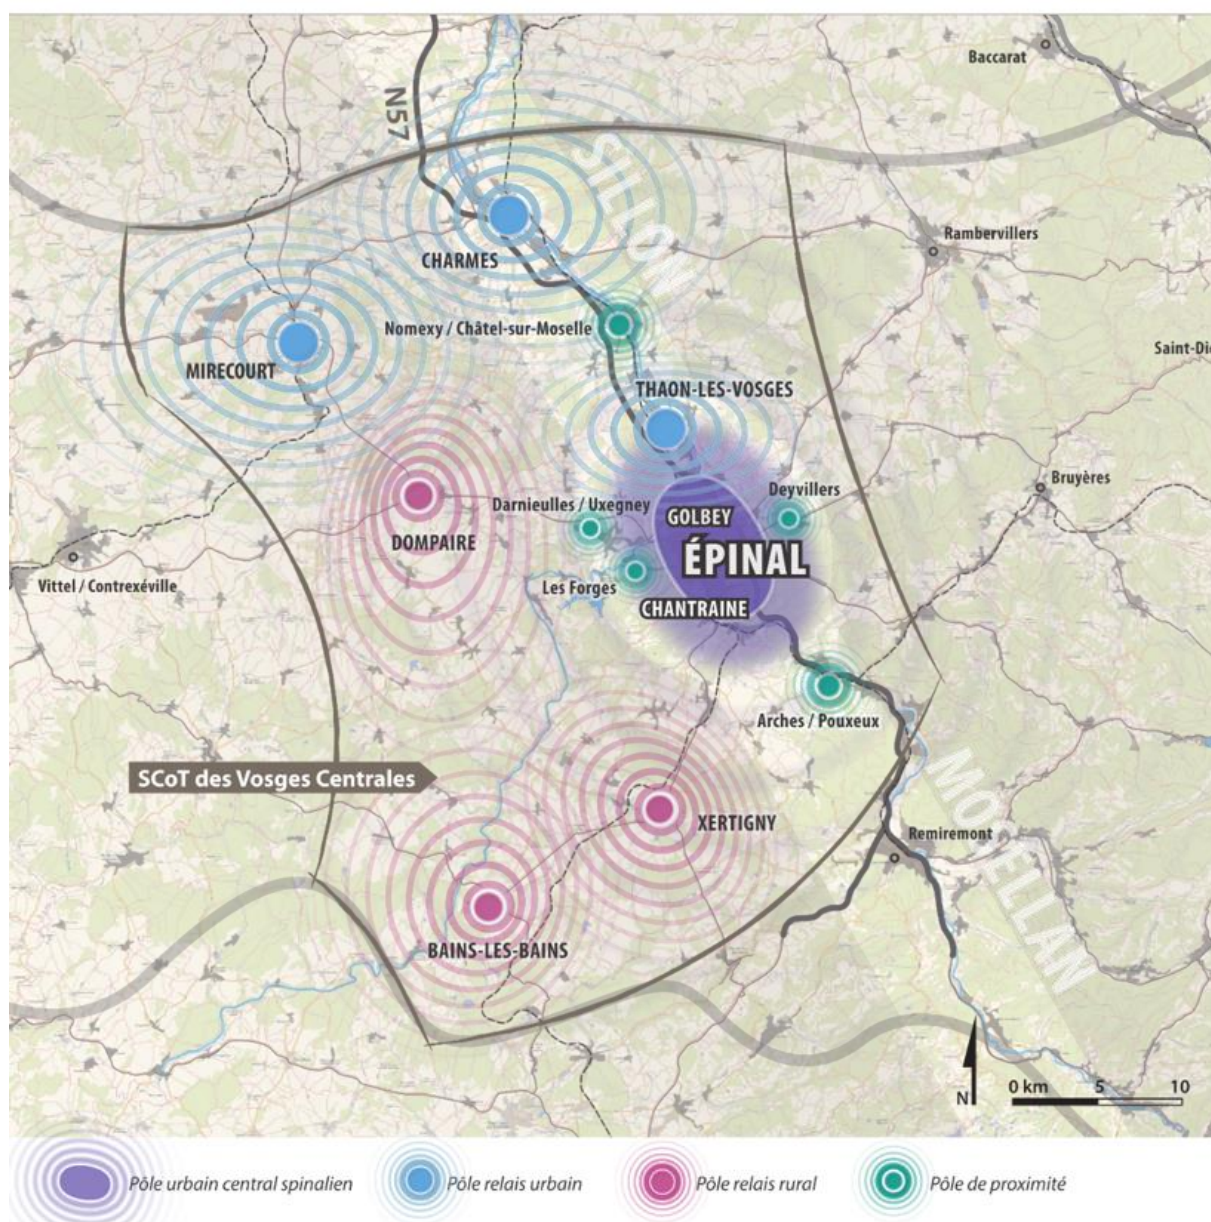 Baccarat
N57
SILLON
Rambervillers
CHARMES
Nomexy / Châtel-sur-Moselle
Saint-Di
MIRECOURT
THAON-LES-VOSGES
Bruyères
Deyvillers
Darnieulles / Uxegney
GOLBEY
DOMPAIRE
ÉPINAL
Vittel / Contrexéville
Les Forges
CHANTRAINE
Arches / Pouxeux
SCoT des Vosges Centrales
MOSELLAN
XERTIGNY
Remiremont
BAINS-LES-BAINS
0 km 5 10
N
Pôle urbain central spinalien
Pôle relais urbain
Pôle relais rural
Pôle de proximité